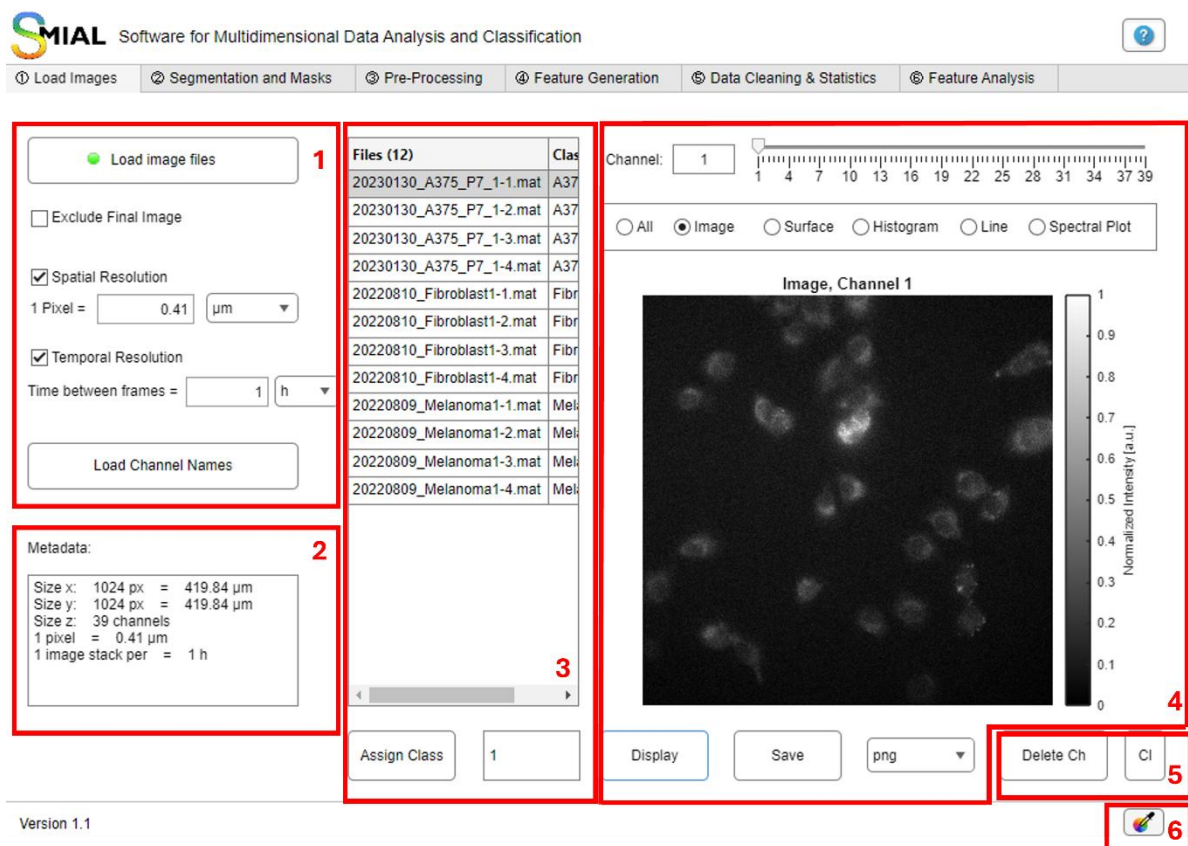 SMIAL Software for Multidimensional Data Analysis and Classification
① Load Images ② Segmentation and Masks ③ Pre-Processing ④ Feature Generation ⑤ Data Cleaning & Statistics ⑥ Feature Analysis
Load image files 1
Exclude Final Image
Spatial Resolution
1 Pixel = 0.41 µm
Temporal Resolution
Time between frames = 1 h
Load Channel Names
Metadata: 2
Size x: 1024 px = 419.84 µm
Size y: 1024 px = 419.84 µm
Size z: 39 channels
1 pixel = 0.41 µm
1 image stack per = 1 h
Files (12) Clas
20230130_A375_P7_1-1.mat A37
20230130_A375_P7_1-2.mat A37
20230130_A375_P7_1-3.mat A37
20230130_A375_P7_1-4.mat A37
20220810_Fibroblast1-1.mat Fibr
20220810_Fibroblast1-2.mat Fibr
20220810_Fibroblast1-3.mat Fibr
20220810_Fibroblast1-4.mat Fibr
20220809_Melanoma1-1.mat Mela
20220809_Melanoma1-2.mat Mela
20220809_Melanoma1-3.mat Mela
20220809_Melanoma1-4.mat Mela
3
Assign Class 1
Channel: 1
1 4 7 10 13 16 19 22 25 28 31 34 37 39
All Image Surface Histogram Line Spectral Plot
Image, Channel 1
1
0.9
0.8
0.7
0.6
0.5
0.4
0.3
0.2
0.1
0
Normalized Intensity [a.u.]
4
Display Save png
Delete Ch Cl
5
Version 1.1
?
6